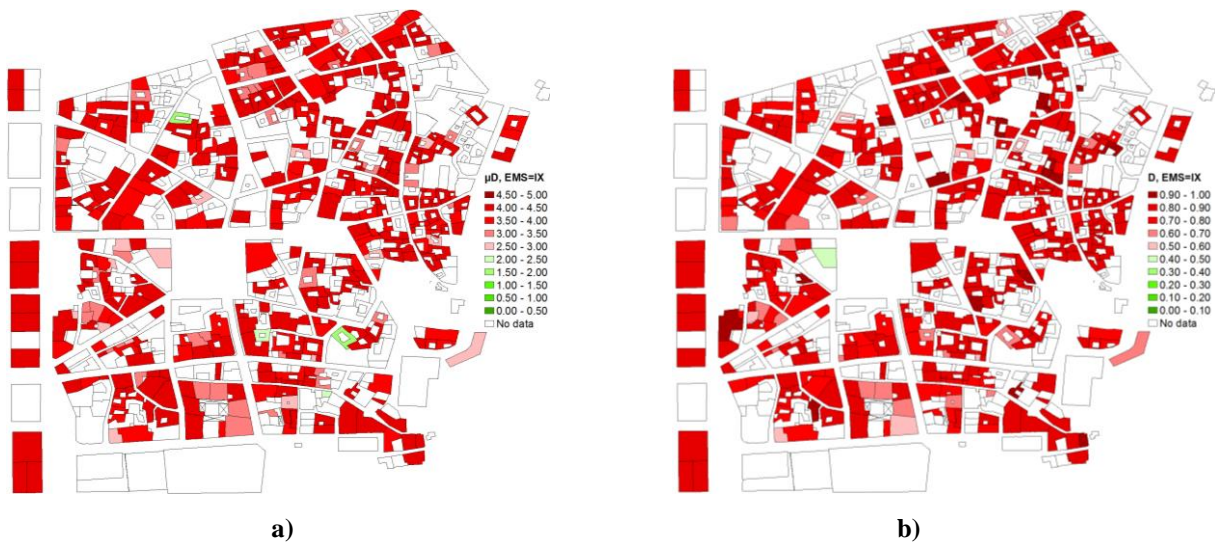 µD, EMS=IX
4.50 - 5.00
4.00 - 4.50
3.50 - 4.00
3.00 - 3.50
2.50 - 3.00
2.00 - 2.50
1.50 - 2.00
1.00 - 1.50
0.50 - 1.00
0.00 - 0.50
No data
D, EMS=IX
0.90 - 1.00
0.80 - 0.90
0.70 - 0.80
0.60 - 0.70
0.50 - 0.60
0.40 - 0.50
0.30 - 0.40
0.20 - 0.30
0.10 - 0.20
0.00 - 0.10
No data
a)
b)